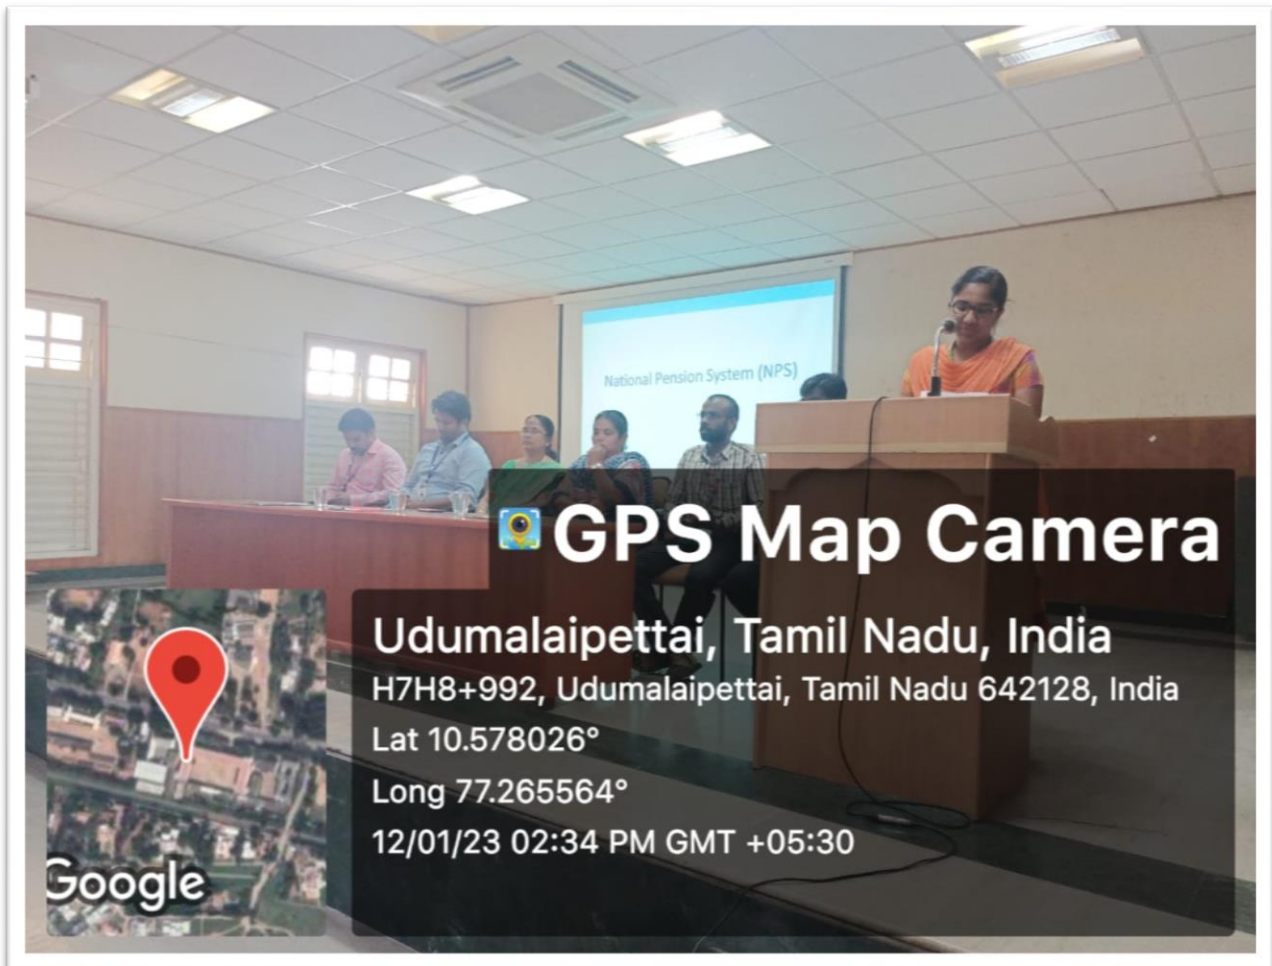 National Pension System (NPS)
GPS Map Camera
Udumalaipettai, Tamil Nadu, India
H7H8+992, Udumalaipettai, Tamil Nadu 642128, India
Lat 10.578026°
Long 77.265564°
12/01/23 02:34 PM GMT +05:30
Google